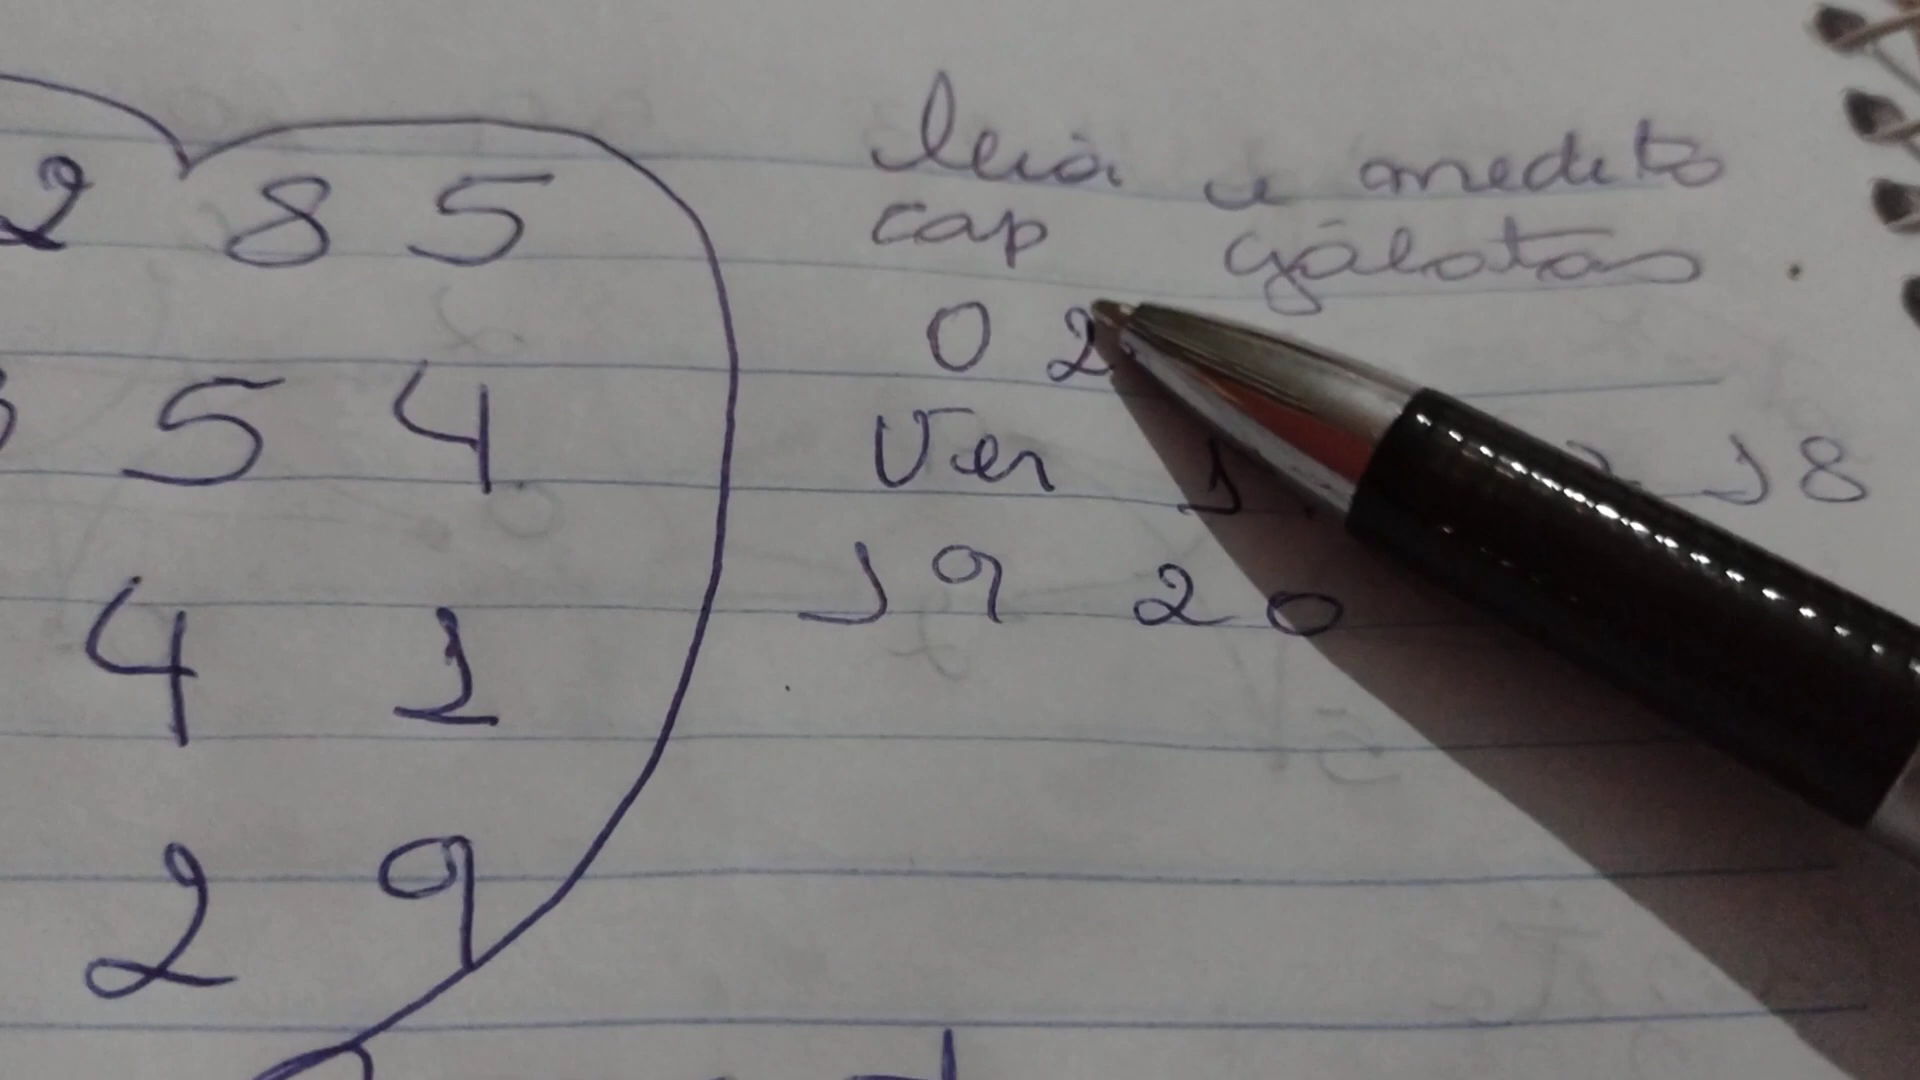 2 8 5 leia e medito
cap gálatas.
0 2
5 4 Ver 1 18
19 20
4 1
2 9